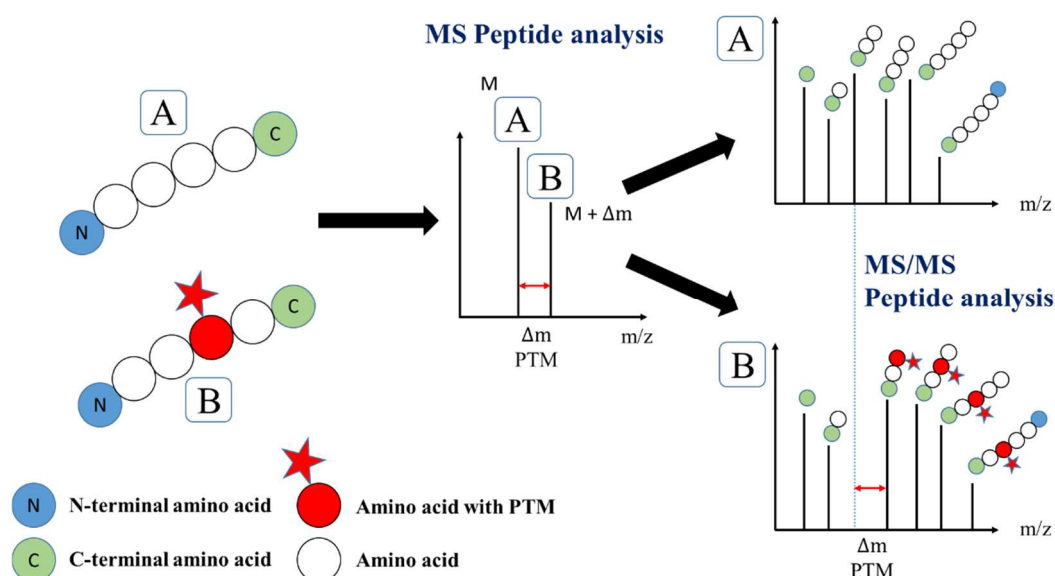 MS Peptide analysis
A
C
N
B
C
N
M
A
B
M + Δm
m/z
Δm
PTM
A
m/z
MS/MS
Peptide analysis
B
m/z
Δm
PTM
N
N-terminal amino acid
Amino acid with PTM
C
C-terminal amino acid
Amino acid